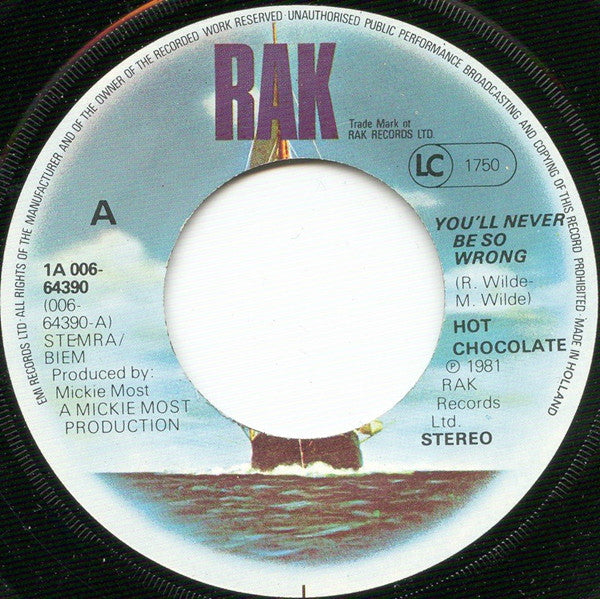 EMI RECORDS LTD · ALL RIGHTS OF THE MANUFACTURER AND OF THE OWNER OF THE RECORDED WORK RESERVED · UNAUTHORISED PUBLIC PERFORMANCE BROADCASTING AND COPYING OF THIS RECORD PROHIBITED · MADE IN HOLLAND
RAK
Trade Mark of
RAK RECORDS LTD.
LC 1750
A
1A 006-
64390
(006-
64390-A)
STEMRA/
BIEM
Produced by:
Mickie Most
A MICKIE MOST
PRODUCTION
YOU'LL NEVER
BE SO
WRONG
(R. Wilde-
M. Wilde)
HOT
CHOCOLATE
℗ 1981
RAK
Records
Ltd.
STEREO